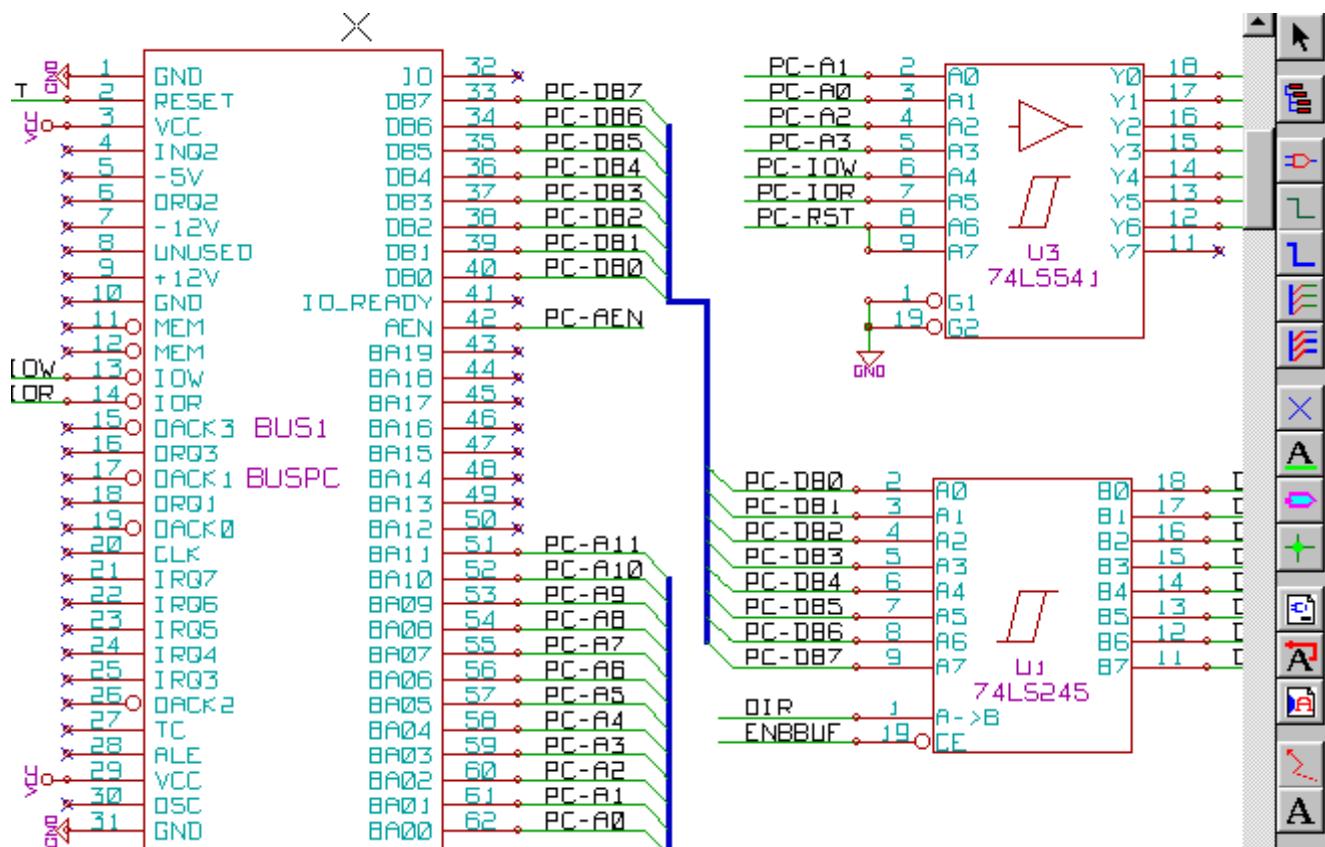 GND 1 GND IO 32
T 2 RESET DB7 33 PC-DB7
VCC 3 VCC DB6 34 PC-DB6
4 INQ2 DB5 35 PC-DB5
5 -5V DB4 36 PC-DB4
6 DRQ2 DB3 37 PC-DB3
7 -12V DB2 38 PC-DB2
8 UNUSED DB1 39 PC-DB1
9 +12V DB0 40 PC-DB0
10 GND IO_READY 41
11 MEM AEN 42 PC-AEN
12 MEM BA19 43
IOW 13 IOW BA18 44
IOR 14 IOR BA17 45
15 DACK3 BUS1 BA16 46
16 DRQ3 BA15 47
17 DACK1 BUSPC BA14 48
18 DRQ1 BA13 49
19 DACK0 BA12 50
20 CLK BA11 51 PC-A11
21 IRQ7 BA10 52 PC-A10
22 IRQ6 BA09 53 PC-A9
23 IRQ5 BA08 54 PC-A8
24 IRQ4 BA07 55 PC-A7
25 IRQ3 BA06 56 PC-A6
26 DACK2 BA05 57 PC-A5
27 TC BA04 58 PC-A4
28 ALE BA03 59 PC-A3
VCC 29 VCC BA02 60 PC-A2
30 OSC BA01 61 PC-A1
GND 31 GND BA00 62 PC-A0
PC-A1 2 A0 Y0 18
PC-A0 3 A1 Y1 17
PC-A2 4 A2 Y2 16
PC-A3 5 A3 Y3 15
PC-IOW 6 A4 Y4 14
PC-IOR 7 A5 Y5 13
PC-RST 8 A6 Y6 12
9 A7 Y7 11
U3
74LS541
1 G1
19 G2
GND
PC-DB0 2 A0 B0 18 D
PC-DB1 3 A1 B1 17 D
PC-DB2 4 A2 B2 16 D
PC-DB3 5 A3 B3 15 D
PC-DB4 6 A4 B4 14 D
PC-DB5 7 A5 B5 13 D
PC-DB6 8 A6 B6 12 D
PC-DB7 9 A7 B7 11 D
U1
74LS245
DIR 1 A->B
ENBBUF 19 CE
A
A
A
A